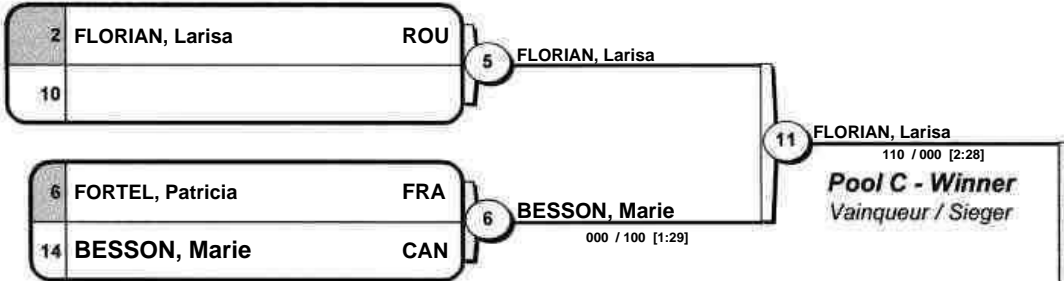 2 FLORIAN, Larisa ROU
5 FLORIAN, Larisa
10
11 FLORIAN, Larisa
110 / 000 [2:28]
Pool C - Winner
Vainqueur / Sieger
6 FORTEL, Patricia FRA
6 BESSON, Marie
000 / 100 [1:29]
14 BESSON, Marie CAN